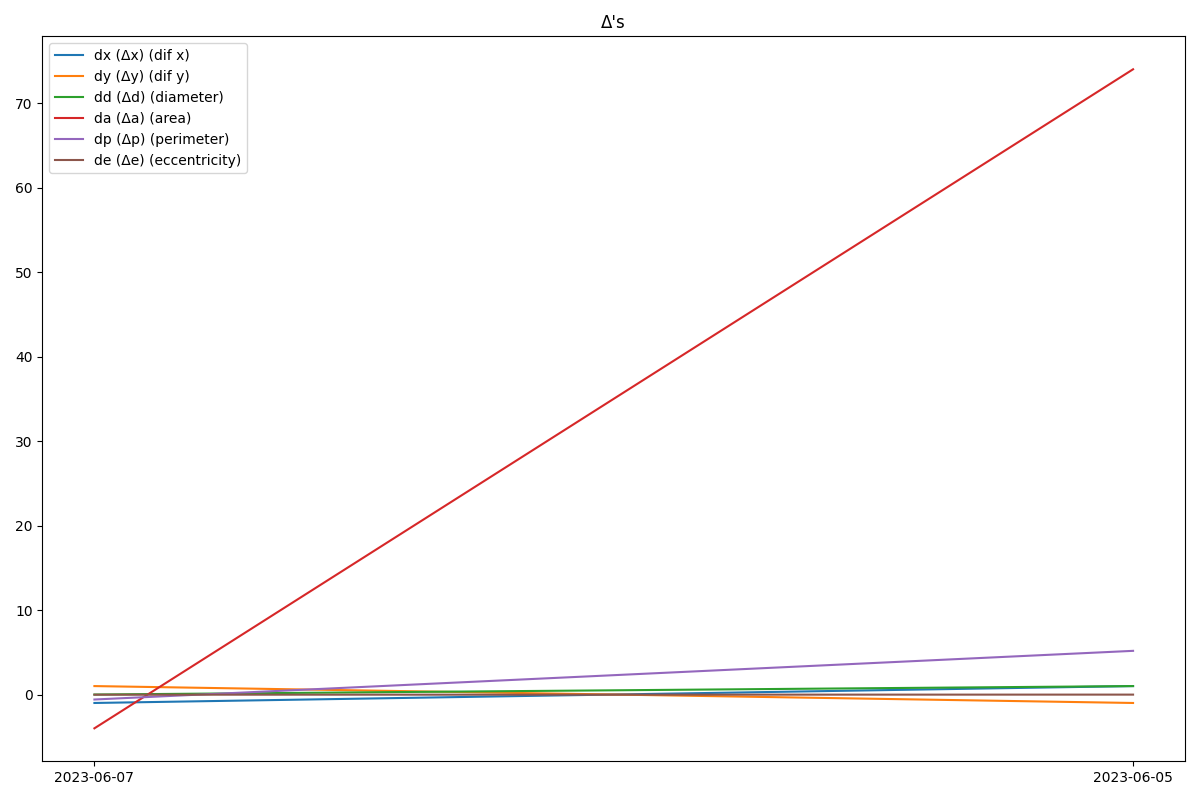 Δ's
dx (Δx) (dif x)
dy (Δy) (dif y)
dd (Δd) (diameter)
da (Δa) (area)
dp (Δp) (perimeter)
de (Δe) (eccentricity)
70
60
50
40
30
20
10
0
2023-06-07 2023-06-05